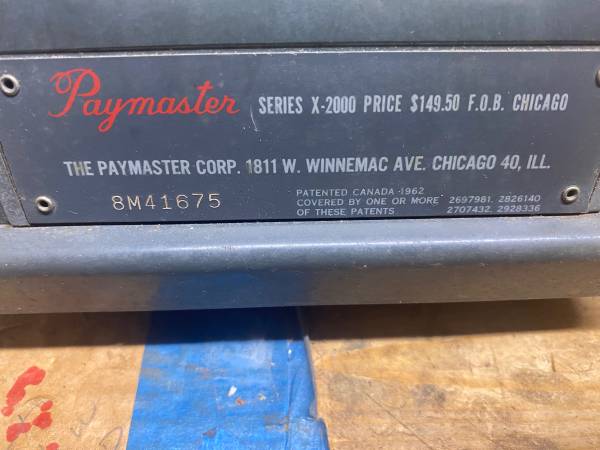 Paymaster SERIES X-2000 PRICE $149.50 F.O.B. CHICAGO
THE PAYMASTER CORP. 1811 W. WINNEMAC AVE. CHICAGO 40, ILL.
8M41675
PATENTED CANADA-1962
COVERED BY ONE OR MORE 2697981. 2826140
OF THESE PATENTS 2707432. 2928336